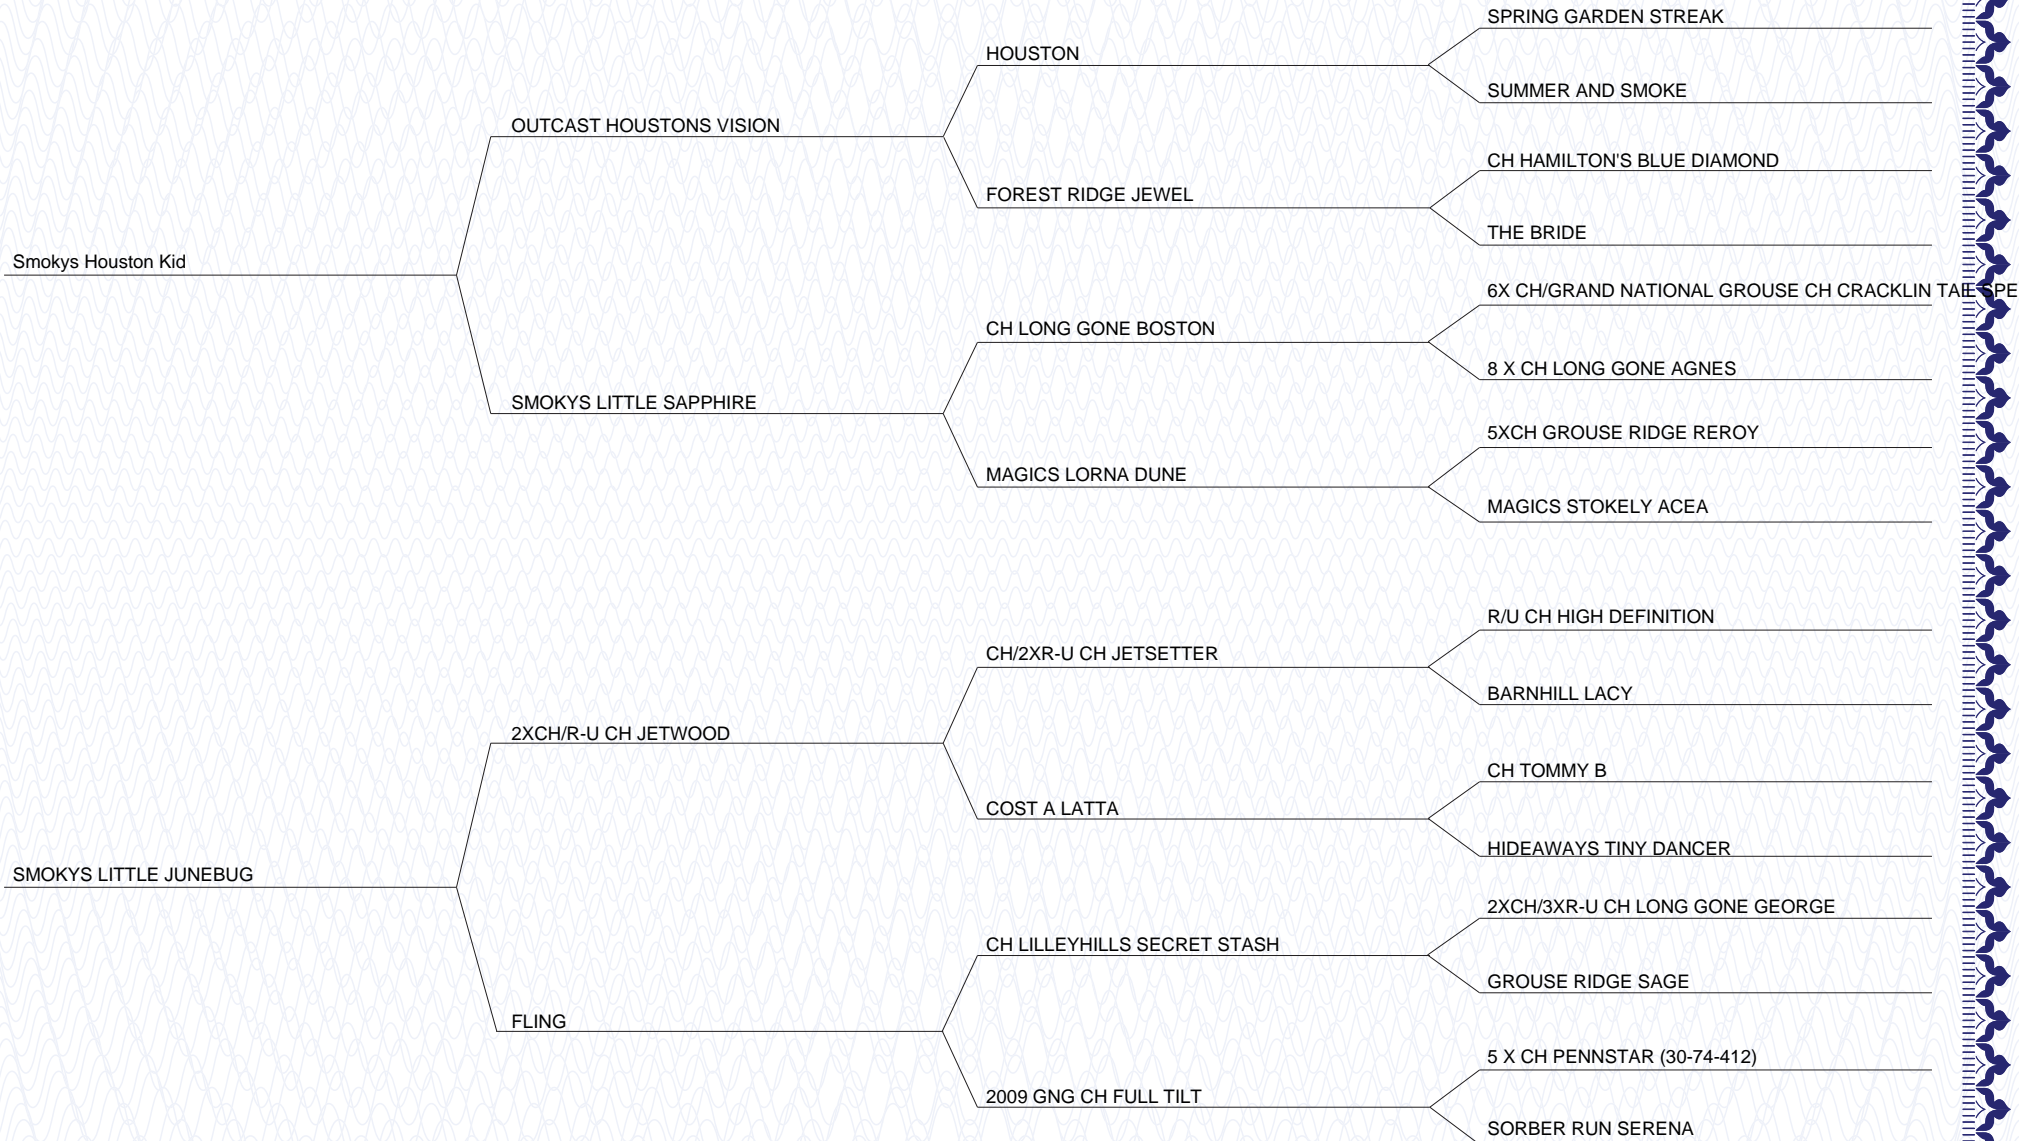 SPRING GARDEN STREAK
HOUSTON
SUMMER AND SMOKE
OUTCAST HOUSTONS VISION
CH HAMILTON'S BLUE DIAMOND
FOREST RIDGE JEWEL
THE BRIDE
Smokys Houston Kid
6X CH/GRAND NATIONAL GROUSE CH CRACKLIN TAIL SPE
CH LONG GONE BOSTON
8 X CH LONG GONE AGNES
SMOKYS LITTLE SAPPHIRE
5XCH GROUSE RIDGE REROY
MAGICS LORNA DUNE
MAGICS STOKELY ACEA
R/U CH HIGH DEFINITION
CH/2XR-U CH JETSETTER
BARNHILL LACY
2XCH/R-U CH JETWOOD
CH TOMMY B
COST A LATTA
HIDEAWAYS TINY DANCER
SMOKYS LITTLE JUNEBUG
2XCH/3XR-U CH LONG GONE GEORGE
CH LILLEYHILLS SECRET STASH
GROUSE RIDGE SAGE
FLING
5 X CH PENNSTAR (30-74-412)
2009 GNG CH FULL TILT
SORBER RUN SERENA